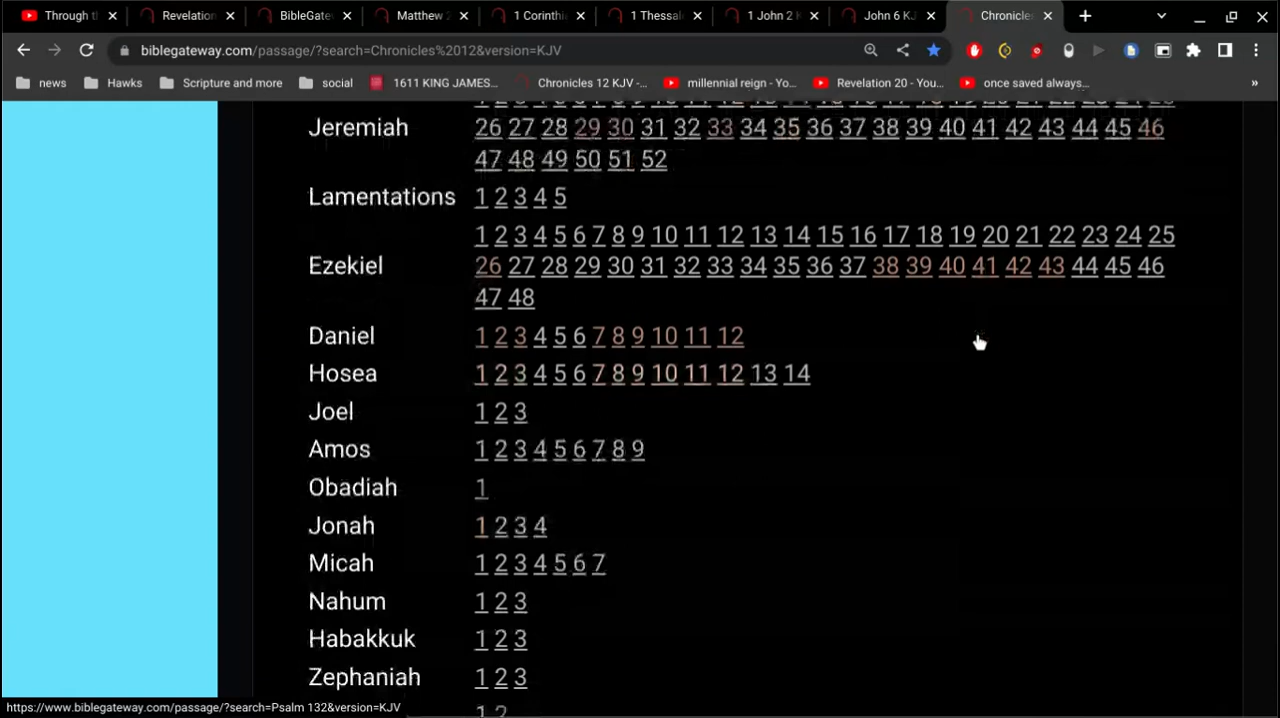 Through t
Revelation
BibleGate
Matthew 2
1 Corinthi
1 Thessal
1 John 2 K
John 6 KJ
Chronicles
biblegateway.com/passage/?search=Chronicles%2012&version=KJV
news
Hawks
Scripture and more
social
1611 KING JAMES...
Chronicles 12 KJV -...
millennial reign - Yo...
Revelation 20 - You...
once saved always...
»
Jeremiah
26 27 28 29 30 31 32 33 34 35 36 37 38 39 40 41 42 43 44 45 46
47 48 49 50 51 52
Lamentations
1 2 3 4 5
1 2 3 4 5 6 7 8 9 10 11 12 13 14 15 16 17 18 19 20 21 22 23 24 25
Ezekiel
26 27 28 29 30 31 32 33 34 35 36 37 38 39 40 41 42 43 44 45 46
47 48
Daniel
1 2 3 4 5 6 7 8 9 10 11 12
Hosea
1 2 3 4 5 6 7 8 9 10 11 12 13 14
Joel
1 2 3
Amos
1 2 3 4 5 6 7 8 9
Obadiah
1
Jonah
1 2 3 4
Micah
1 2 3 4 5 6 7
Nahum
1 2 3
Habakkuk
1 2 3
Zephaniah
1 2 3
1 2
https://www.biblegateway.com/passage/?search=Psalm 132&version=KJV